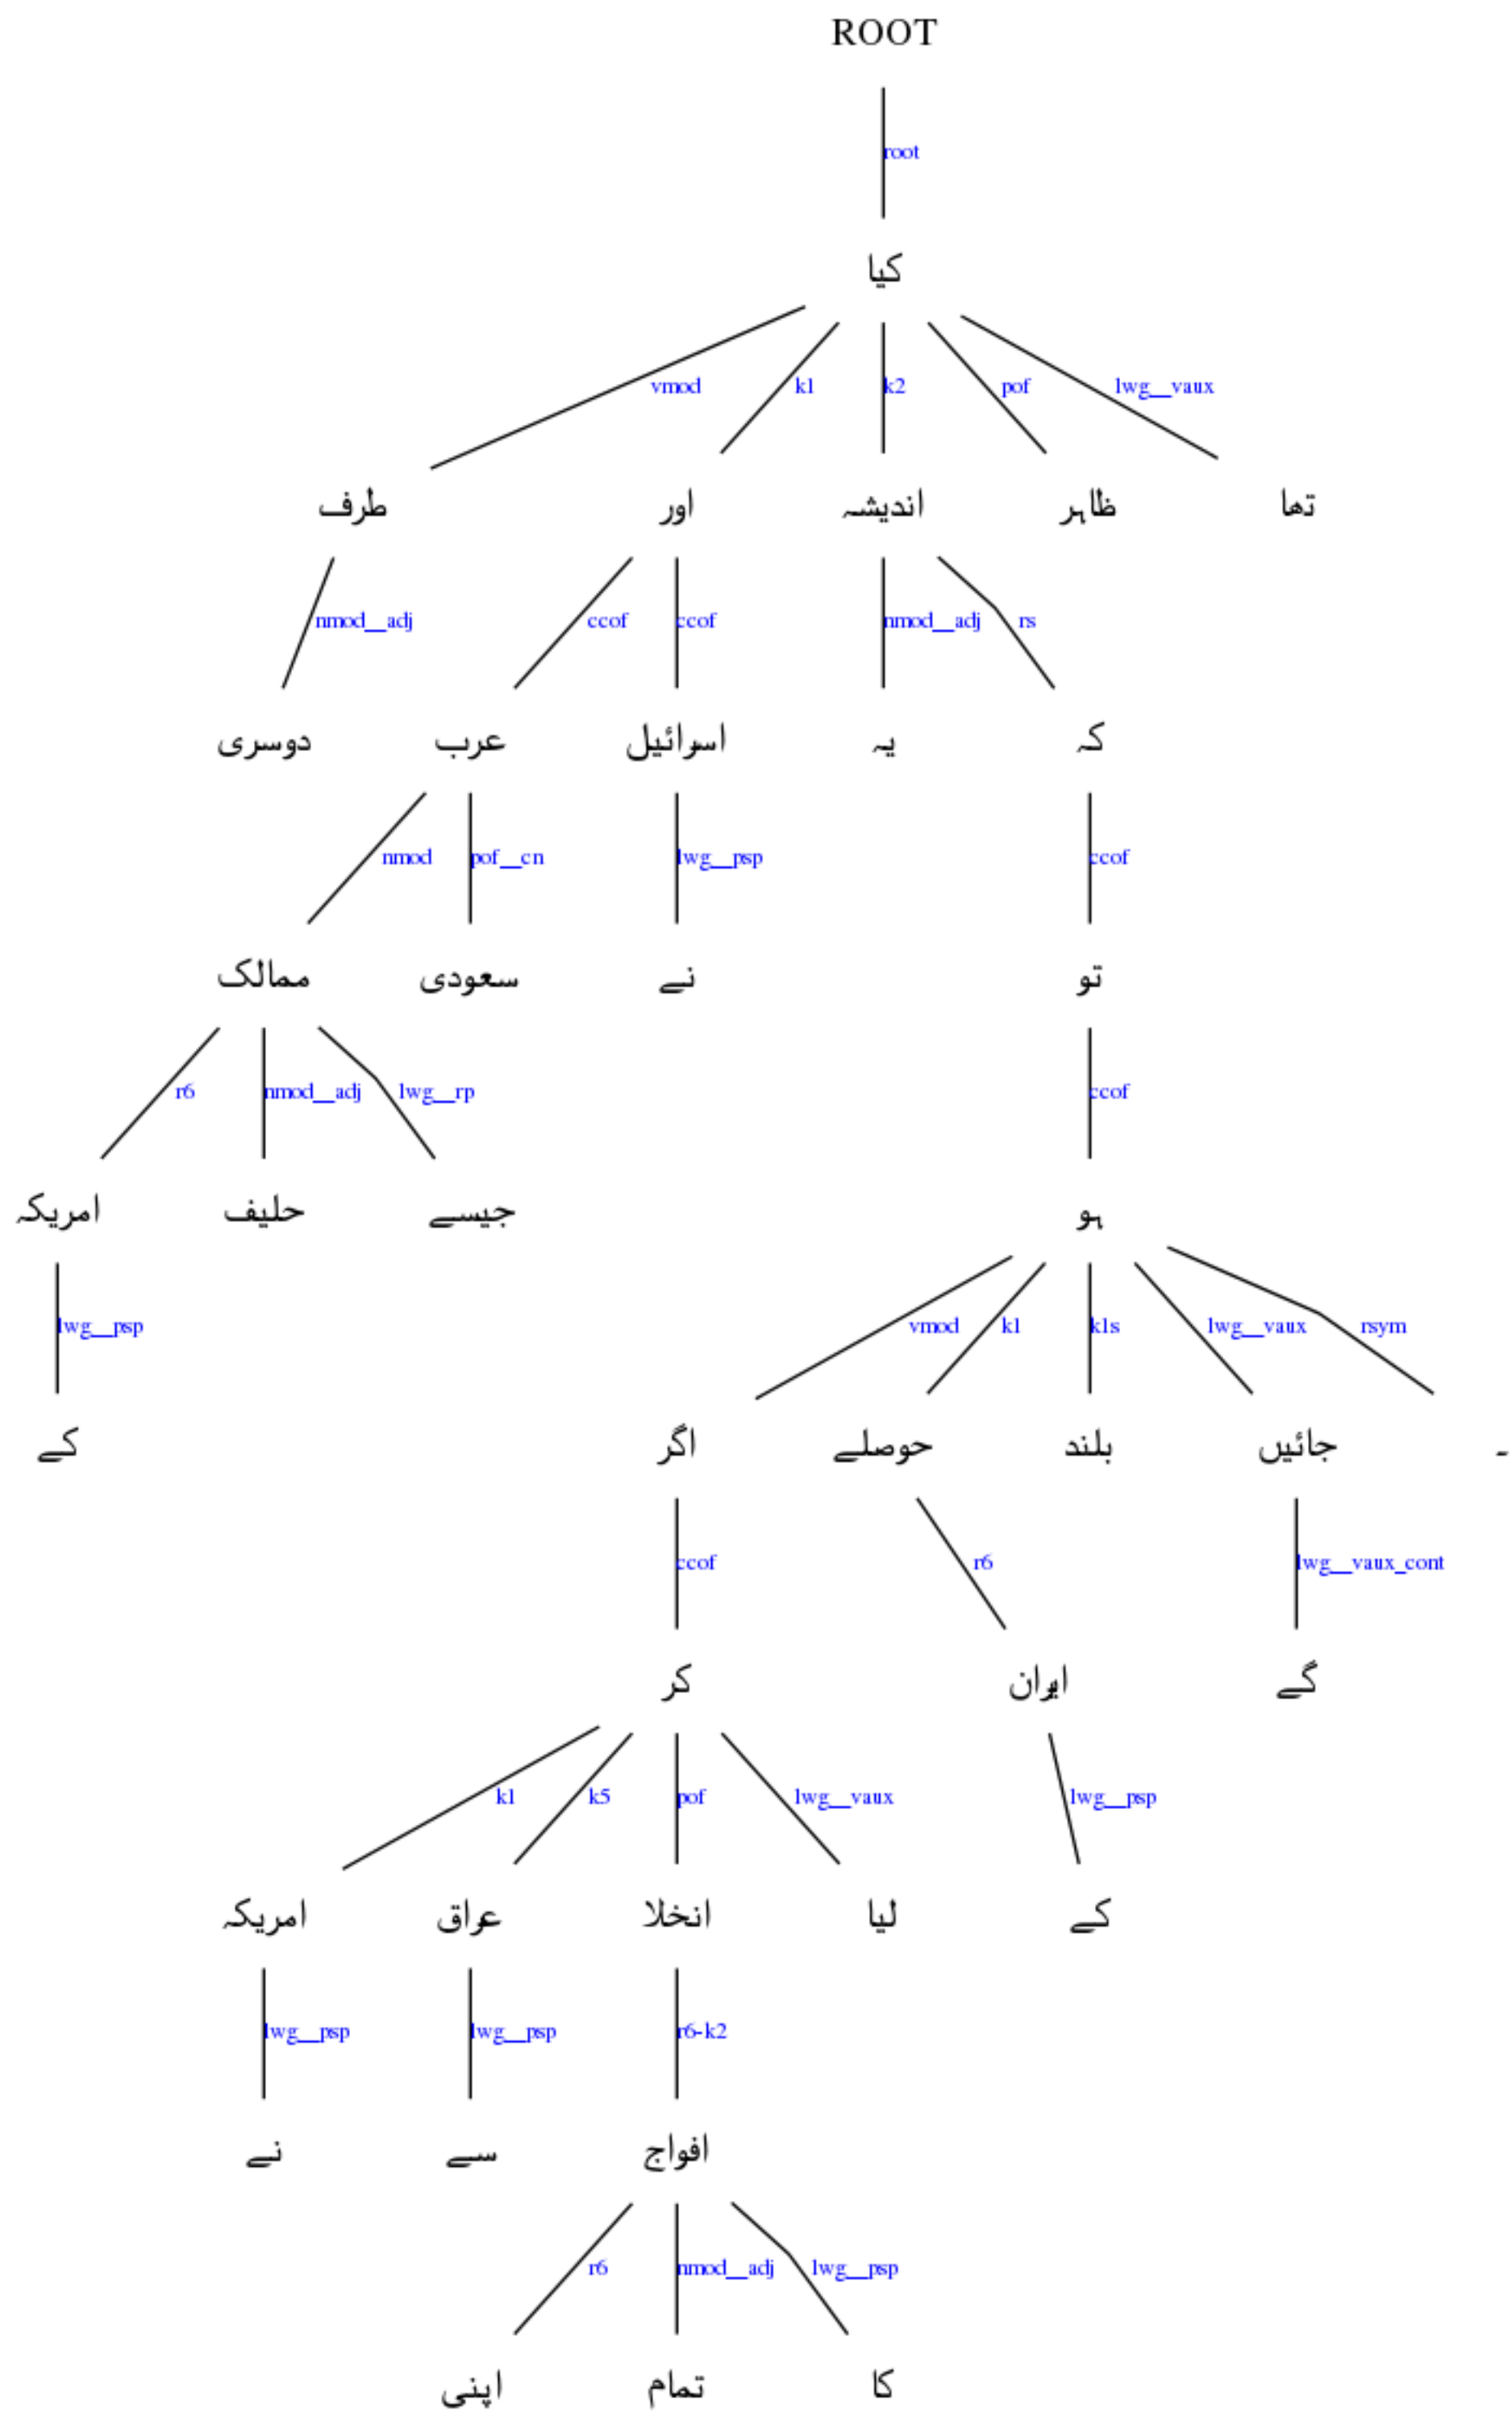 ROOT
root
کیا
vmod k1 k2 pof lwg__vaux
طرف اور اندیشہ ظاہر تھا
nmod__adj ccof ccof nmod__adj rs
دوسری عرب اسرائیل یہ کہ
nmod pof__cn lwg__psp ccof
ممالک سعودی نے تو
r6 nmod__adj lwg__rp ccof
امریکہ حلیف جیسے ہو
lwg__psp vmod k1 k1s lwg__vaux rsym
کے اگر حوصلے بلند جائیں ۔
ccof r6 lwg__vaux_cont
کر ایران گے
k1 k5 pof lwg__vaux lwg__psp
امریکہ عراق انخلا لیا کے
lwg__psp lwg__psp r6-k2
نے سے افواج
r6 nmod__adj lwg__psp
اپنی تمام کا